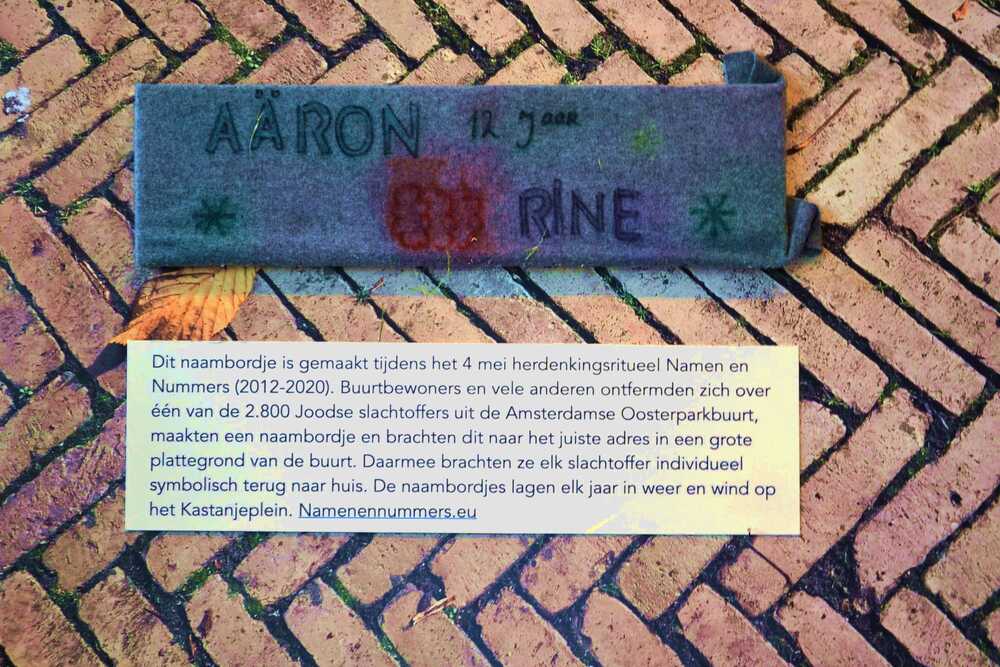 AÄRON 12 Jaar
RINE
Dit naambordje is gemaakt tijdens het 4 mei herdenkingsritueel Namen en
Nummers (2012-2020). Buurtbewoners en vele anderen ontfermden zich over
één van de 2.800 Joodse slachtoffers uit de Amsterdamse Oosterparkbuurt,
maakten een naambordje en brachten dit naar het juiste adres in een grote
plattegrond van de buurt. Daarmee brachten ze elk slachtoffer individueel
symbolisch terug naar huis. De naambordjes lagen elk jaar in weer en wind op
het Kastanjeplein. Namenennummers.eu